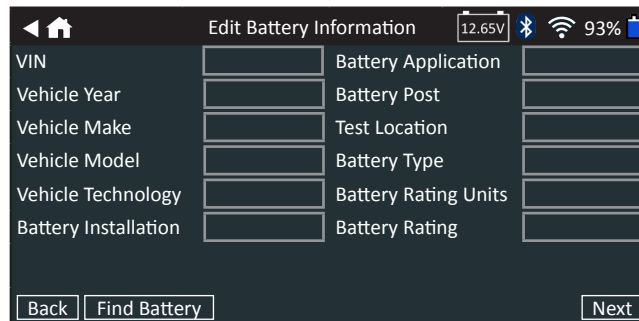 Edit Battery Information 12.65V 93%
VIN Battery Application
Vehicle Year Battery Post
Vehicle Make Test Location
Vehicle Model Battery Type
Vehicle Technology Battery Rating Units
Battery Installation Battery Rating
Back Find Battery Next